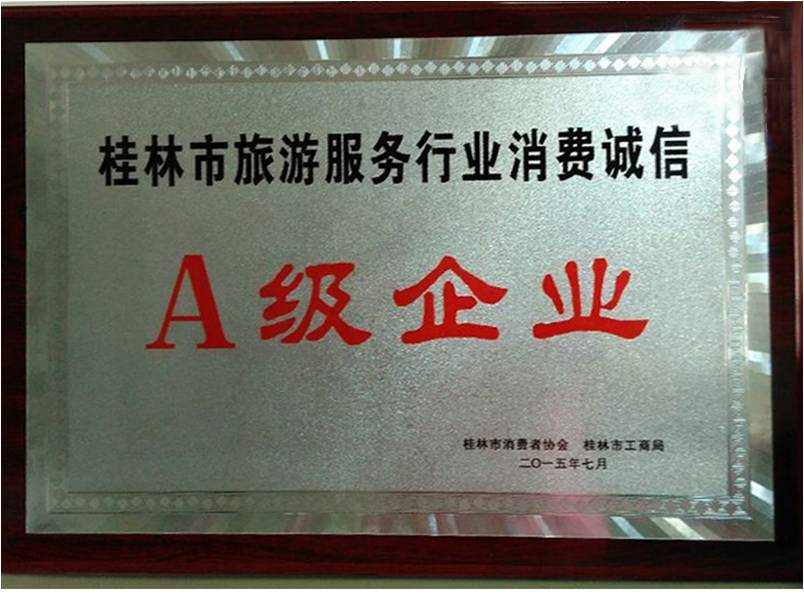 桂林市旅游服务行业消费诚信
A级企业
桂林市消费者协会 桂林市工商局
二〇一五年七月